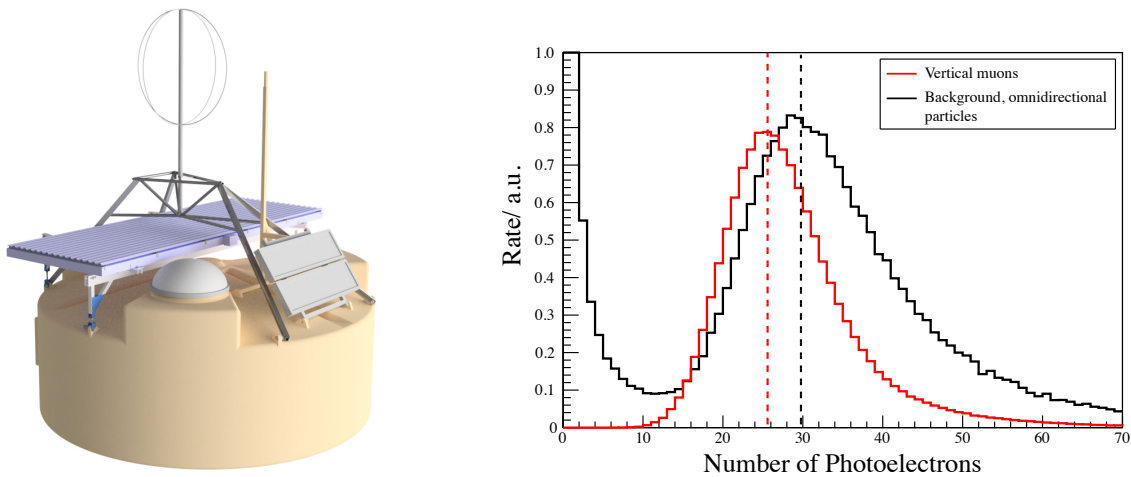 1.0
0.9
0.8
0.7
0.6
0.5
0.4
0.3
0.2
0.1
0
Rate/ a.u.
Vertical muons
Background, omnidirectional
particles
0 10 20 30 40 50 60 70
Number of Photoelectrons